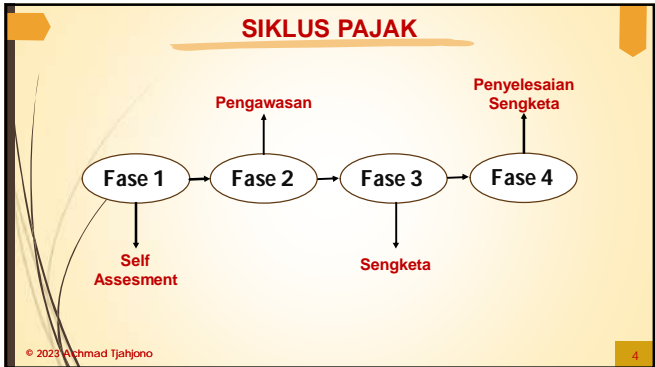 SIKLUS PAJAK
Penyelesaian
Sengketa
Pengawasan
Fase 1
Fase 2
Fase 3
Fase 4
Self
Assesment
Sengketa
© 2023 Achmad Tjahjono
4